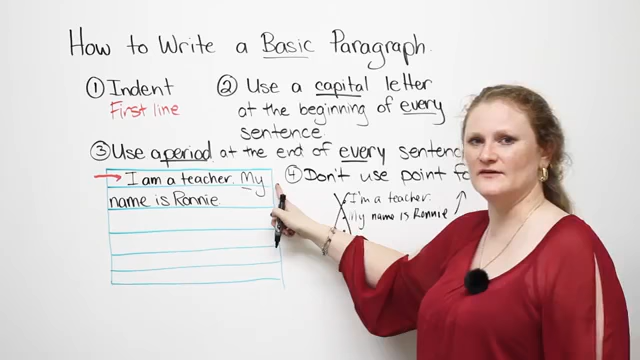 How to Write a Basic Paragraph.
① Indent
First line
② Use a capital letter
at the beginning of every
sentence
③ Use a period at the end of every sentenc
④ Don't use point
I am a teacher. My
name is Ronnie
I'm a teacher.
My name is Ronnie